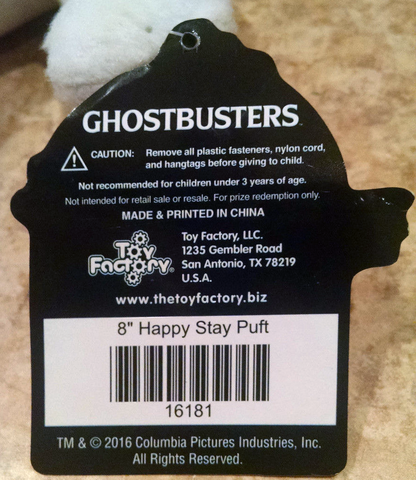 GHOSTBUSTERS
CAUTION: Remove all plastic fasteners, nylon cord,
and hangtags before giving to child.
Not recommended for children under 3 years of age.
Not intended for retail sale or resale. For prize redemption only.
MADE & PRINTED IN CHINA
Toy
Factory®
Toy Factory, LLC.
1235 Gembler Road
San Antonio, TX 78219
U.S.A.
www.thetoyfactory.biz
8" Happy Stay Puft
16181
TM & © 2016 Columbia Pictures Industries, Inc.
All Rights Reserved.